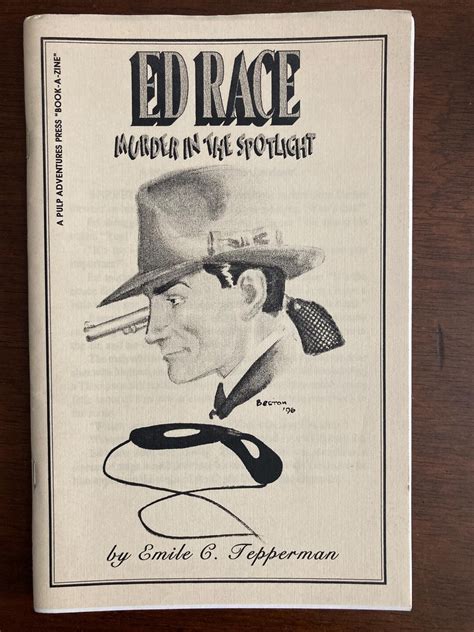 A PULP ADVENTURES PRESS "BOOK-A-ZINE"
ED RACE
MURDER IN THE SPOTLIGHT
BECTON
'96
by Emile C. Tepperman